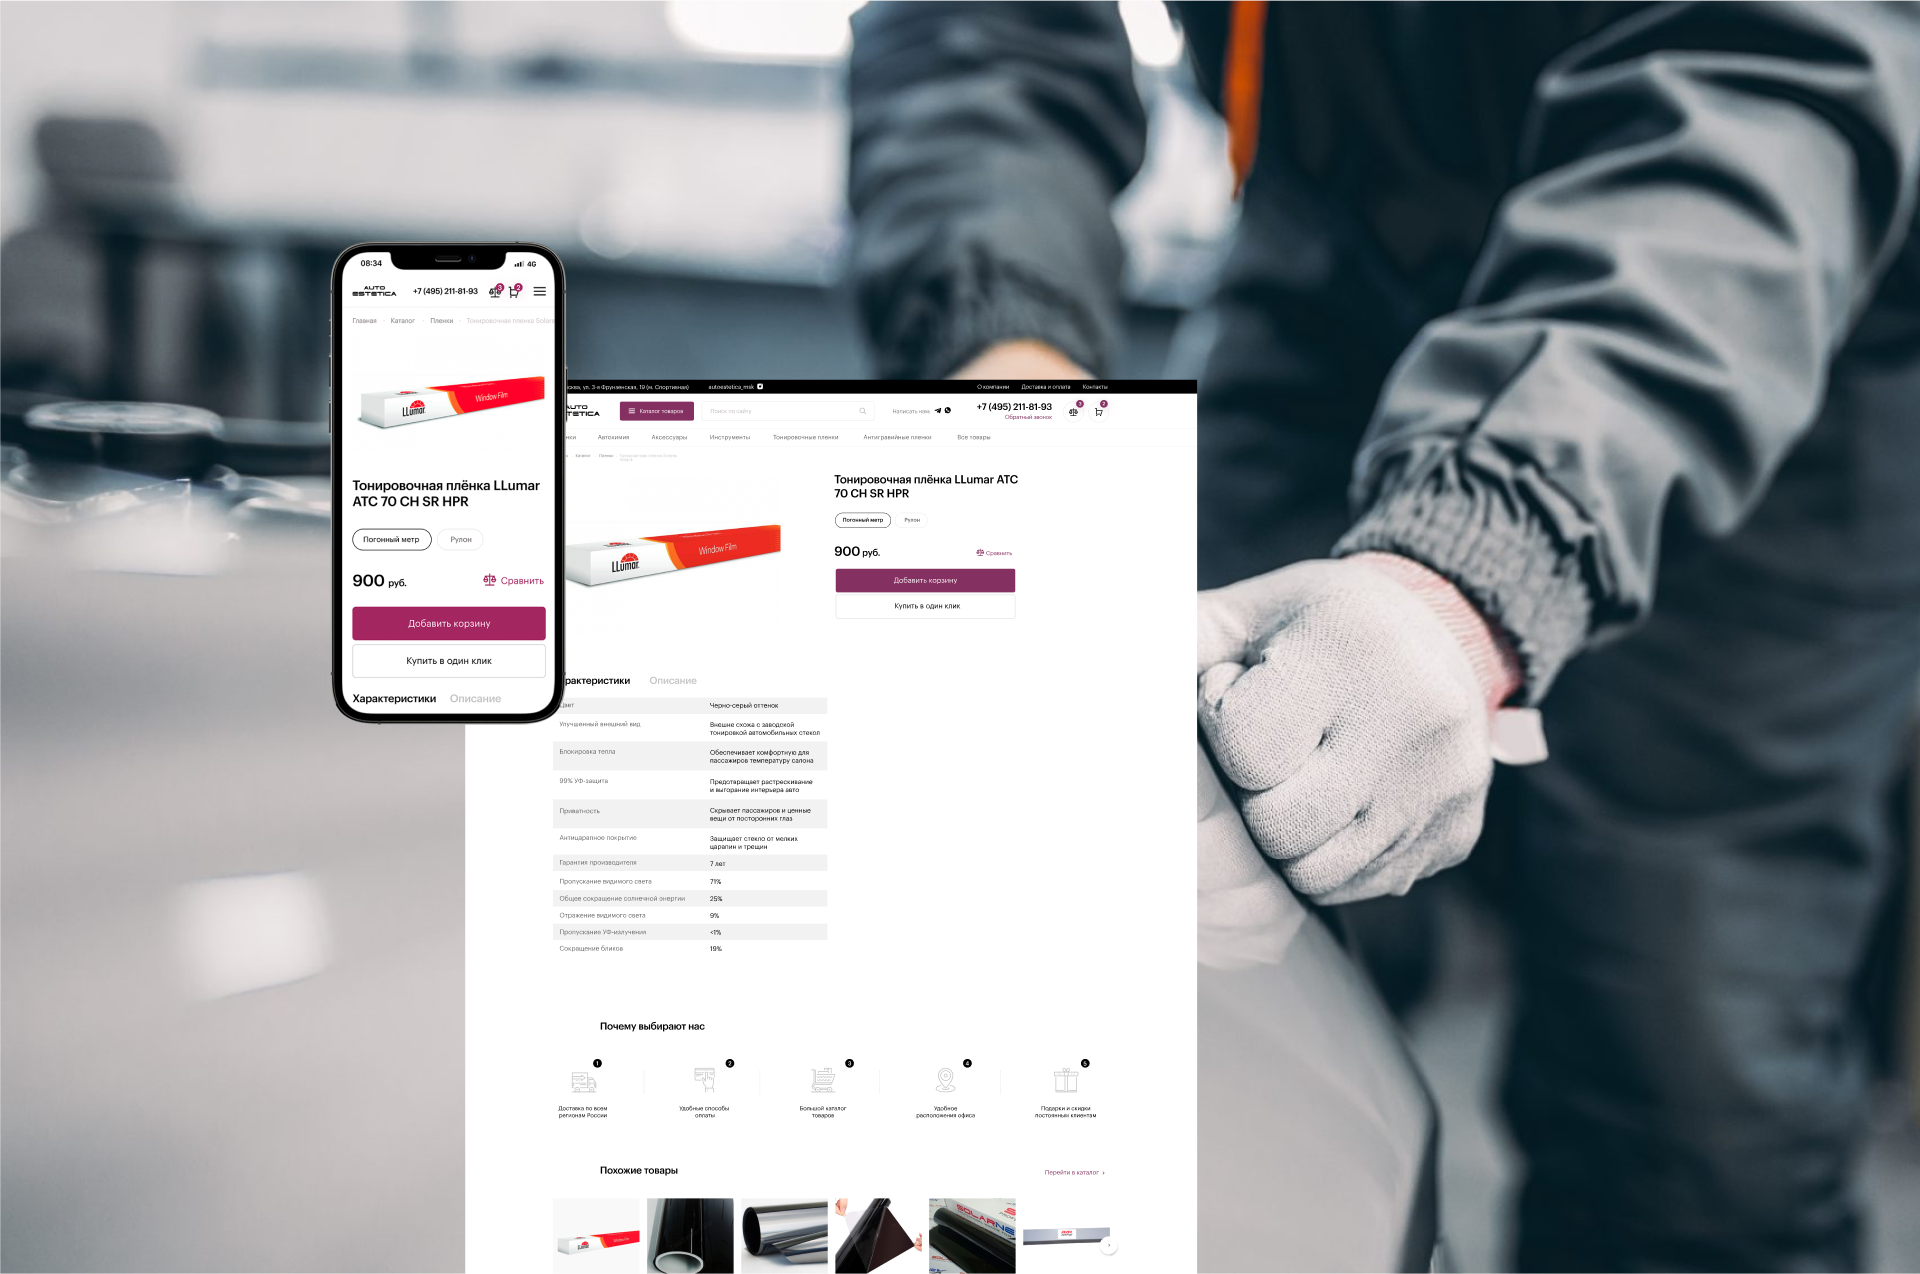 08:34
4G
AUTO
ESTETICA
+7 (495) 211-81-93
3
2
Главная
Каталог
Пленки
Тонировочная пленка Solar
LLumar
Window Film
Тонировочная плёнка LLumar
ATC 70 CH SR HPR
Погонный метр
Рулон
900 руб.
Сравнить
Добавить корзину
Купить в один клик
Характеристики
Описание
ул. 3-я Фрунзенская, 19 (м. Спортивная)
autoestetica_msk
О компании
Доставка и оплата
Контакты
Каталог товаров
Поиск по сайту
Написать нам
+7 (495) 211-81-93
Обратный звонок
3
2
Автохимия
Аксессуары
Инструменты
Тонировочные пленки
Антигравийные пленки
Все товары
Каталог
Пленки
LLumar
Window Film
Тонировочная плёнка LLumar ATC
70 CH SR HPR
Погонный метр
Рулон
900 руб.
Сравнить
Добавить корзину
Купить в один клик
рактеристики
Описание
Цвет
Черно-серый оттенок
Улучшенный внешний вид
Внешне схожа с заводской
тонировкой автомобильных стекол
Блокировка тепла
Обеспечивает комфортную для
пассажиров температуру салона
99% УФ-защита
Предотвращает растрескивание
и выгорание интерьера авто
Приватность
Скрывает пассажиров и ценные
вещи от посторонних глаз
Антицарапное покрытие
Защищает стекло от мелких
царапин и трещин
Гарантия производителя
7 лет
Пропускание видимого света
71%
Общее сокращение солнечной энергии
25%
Отражение видимого света
9%
Пропускание УФ-излучения
<1%
Сокращение бликов
19%
Почему выбирают нас
1
2
3
4
5
Доставка по всем
регионам России
Удобные способы
оплаты
Большой каталог
товаров
Удобное
расположения офиса
Подарки и скидки
постоянным клиентам
Похожие товары
Перейти в каталог
SOLARNE